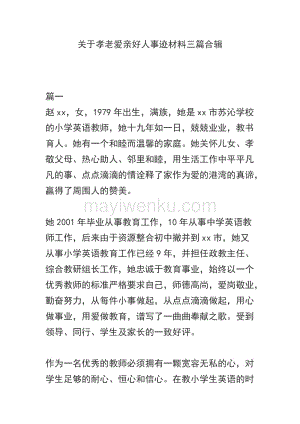 关于孝老爱亲好人事迹材料三篇合辑
篇一
赵xx，女，1979 年出生，满族，她是 xx 市苏沁学校
的小学英语教师，她十九年如一日，兢兢业业，教书
育人。她有一个和睦而温馨的家庭。她关怀儿女、孝
敬父母、热心助人、邻里和睦，用生活工作中平平凡
凡的事、点点滴滴的情诠释了家作为爱的港湾的真谛，
赢得了周围人的赞美。
mayiwenku.com
她 2001 年毕业从事教育工作，10 年从事中学英语教
师工作，后来由于资源整合初中撤并到 xx 市，她又
从事小学英语教育工作已经 9 年，并担任政教主任、
综合教研组长工作，她忠诚于教育事业，始终以一个
优秀教师的标准严格要求自己，师德高尚，爱岗敬业，
勤奋努力，从每件小事做起，从点点滴滴做起，用心
做事业，用爱做教育，谱写了一曲曲奉献之歌。受到
领导、同行、学生及家长的一致好评。
作为一名优秀的教师必须拥有一颗宽容无私的心，对
学生足够的耐心、恒心和信心。在教小学生英语的时